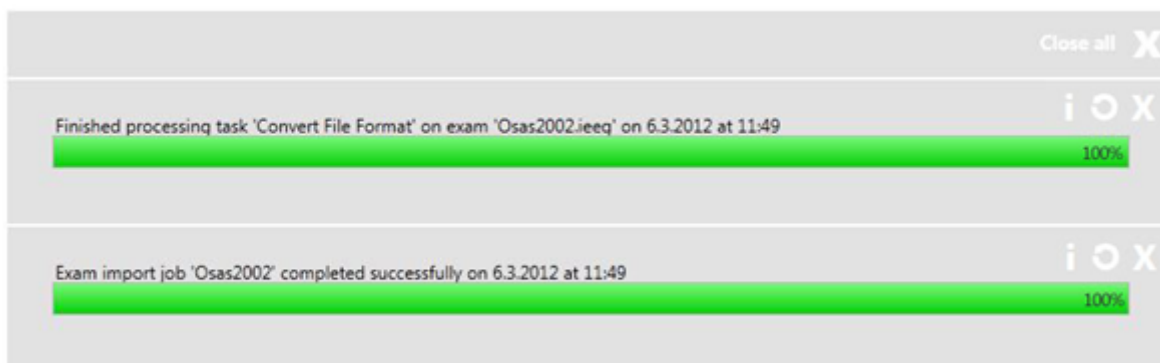 Close all X
i X
Finished processing task 'Convert File Format' on exam 'Osas2002.ieeg' on 6.3.2012 at 11:49
100%
i X
Exam import job 'Osas2002' completed successfully on 6.3.2012 at 11:49
100%